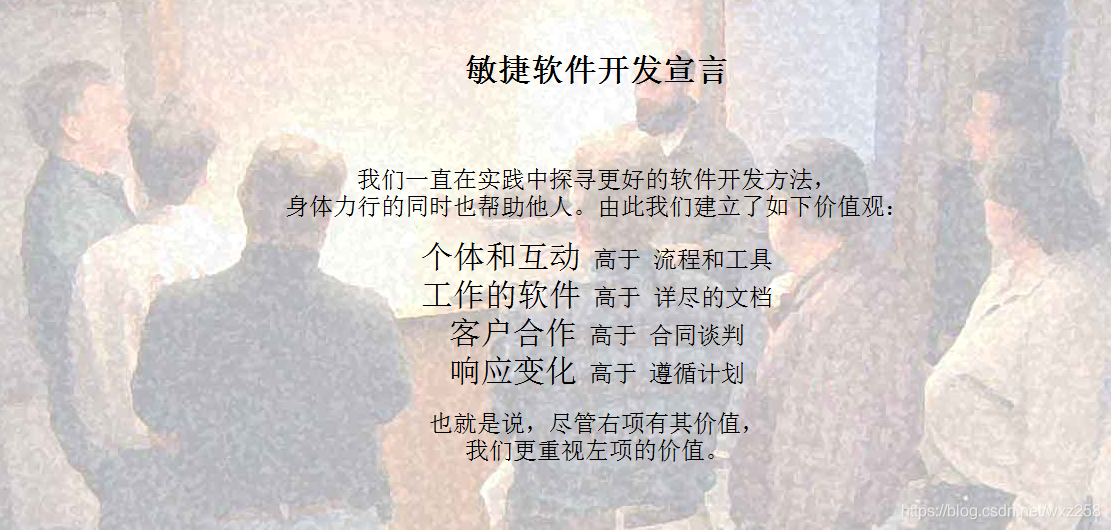 敏捷软件开发宣言
我们一直在实践中探寻更好的软件开发方法，
身体力行的同时也帮助他人。由此我们建立了如下价值观：
个体和互动 高于 流程和工具
工作的软件 高于 详尽的文档
客户合作 高于 合同谈判
响应变化 高于 遵循计划
也就是说，尽管右项有其价值，
我们更重视左项的价值。
https://blog.csdn.net/wxz258